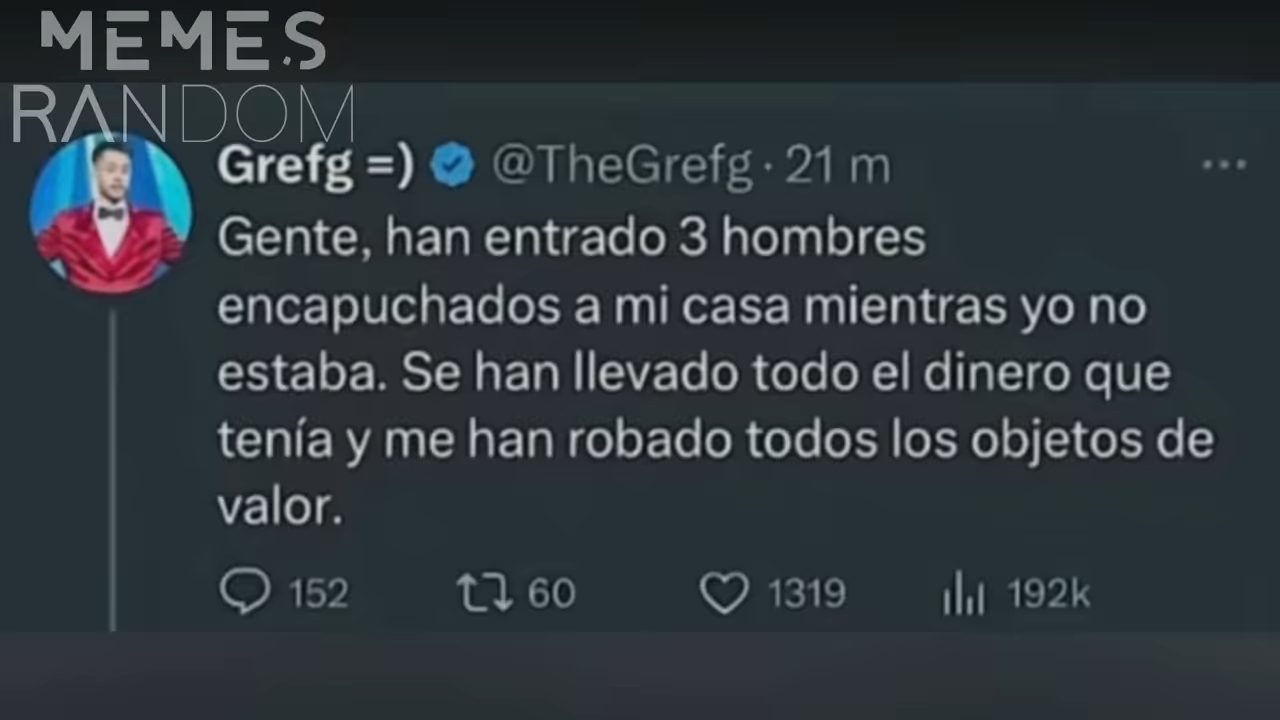 MEMES
RANDOM
Grefg =) @TheGrefg · 21 m
Gente, han entrado 3 hombres
encapuchados a mi casa mientras yo no
estaba. Se han llevado todo el dinero que
tenía y me han robado todos los objetos de
valor.
152 60 1319 192k